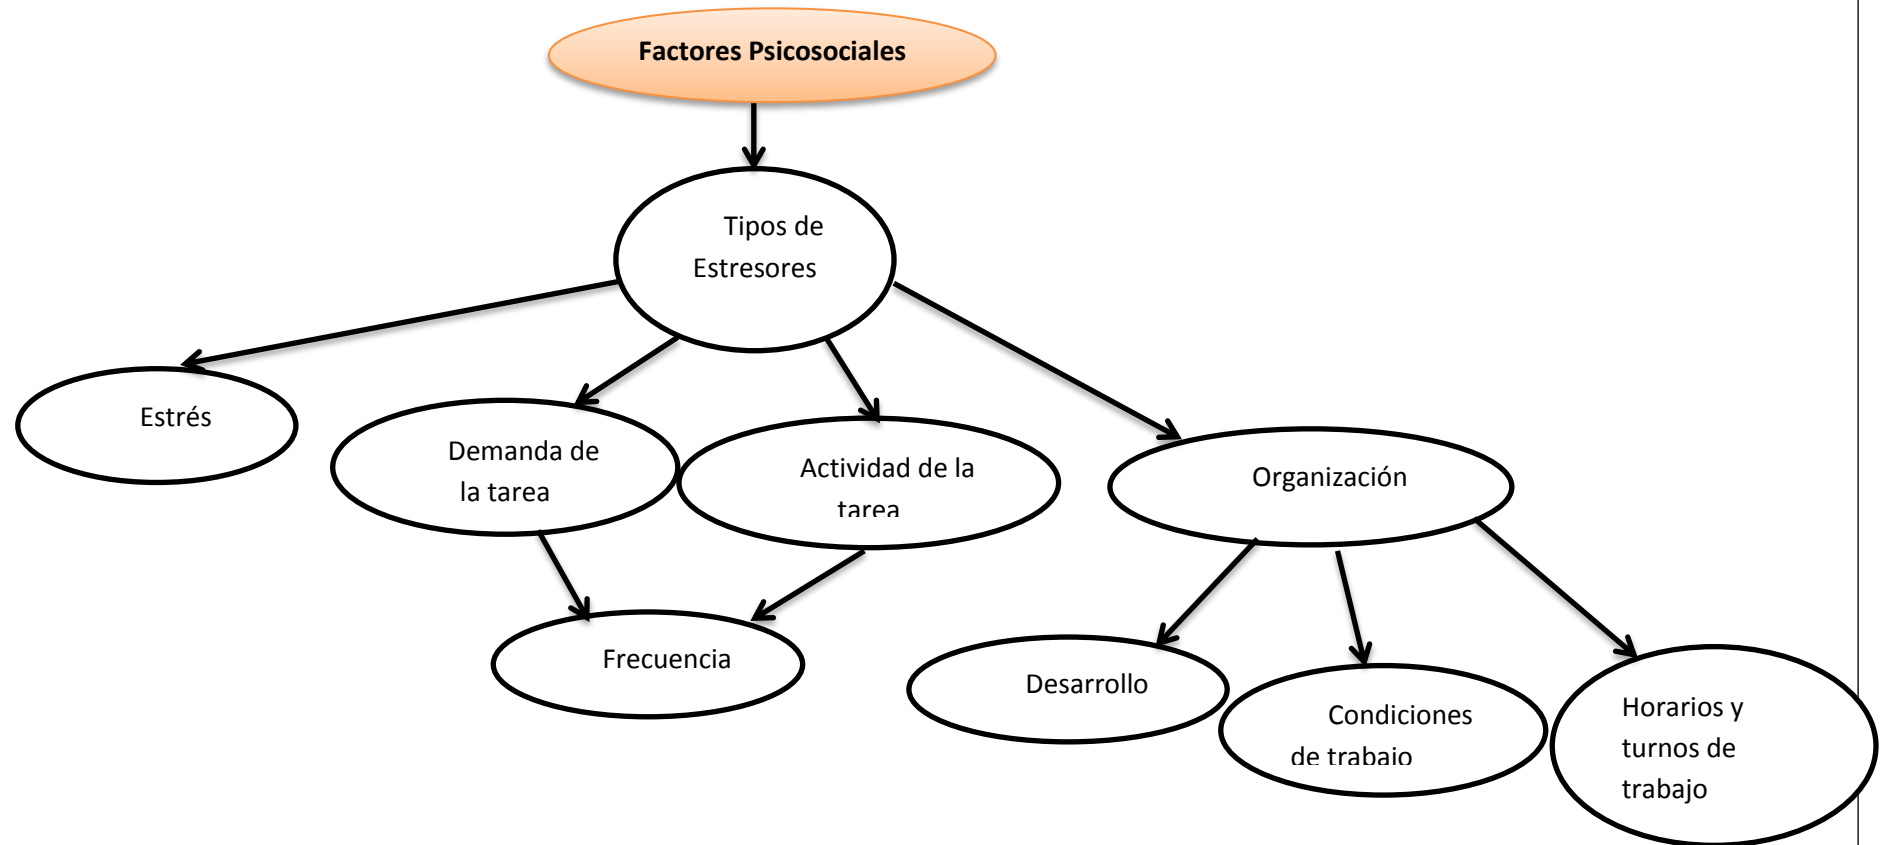 Factores Psicosociales
Tipos de
Estresores
Estrés
Demanda de
la tarea
Actividad de la
tarea
Organización
Frecuencia
Desarrollo
Condiciones
de trabajo
Horarios y
turnos de
trabajo